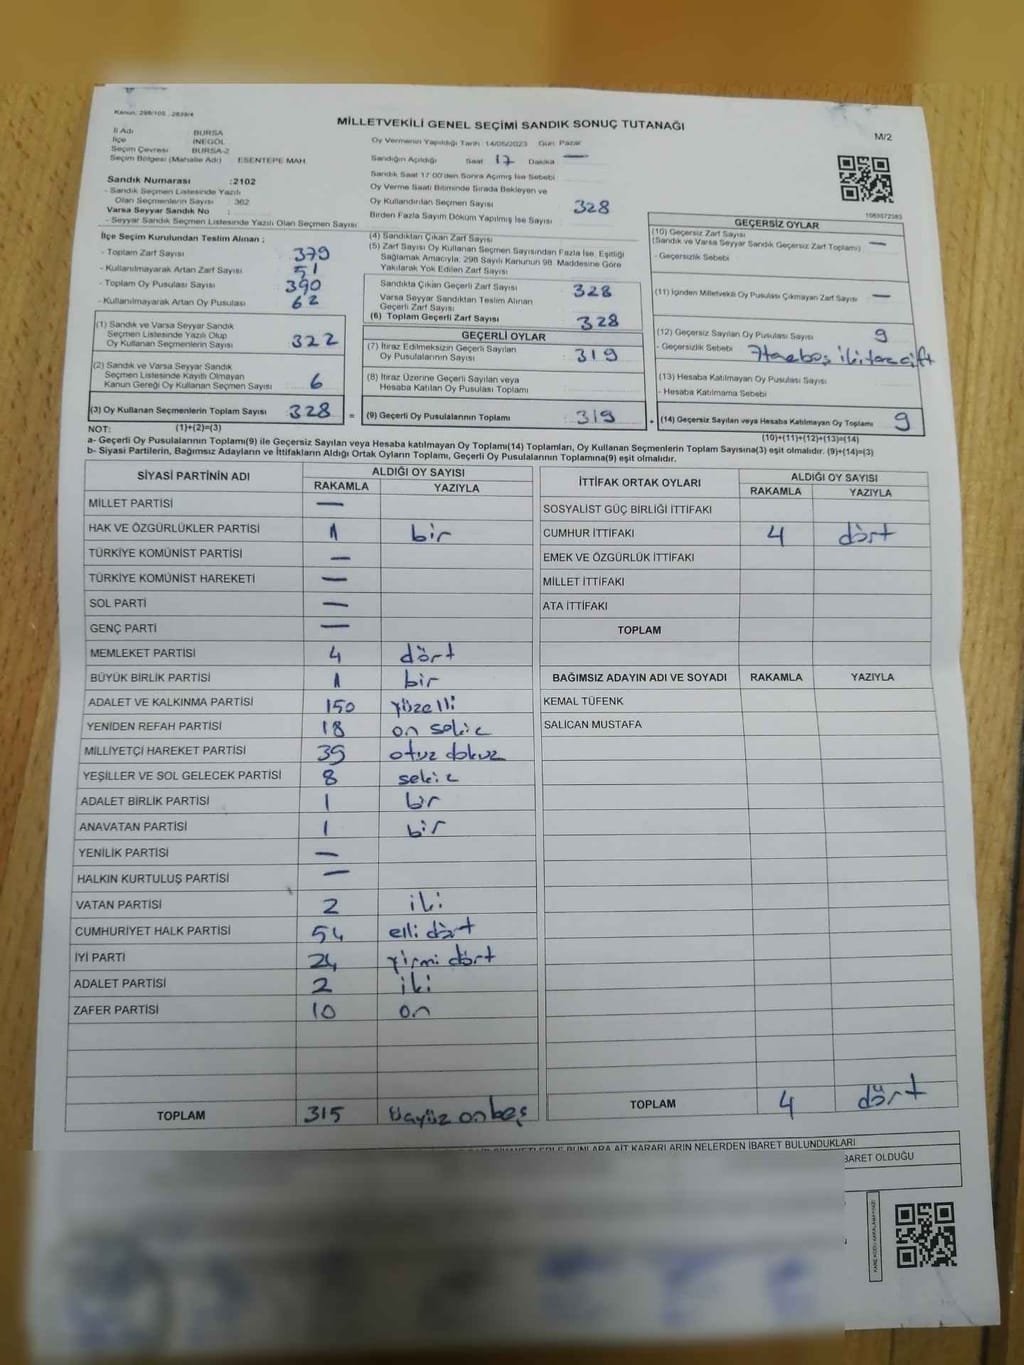 Kanun: 298/105 - 2839/4
MİLLETVEKİLİ GENEL SEÇİMİ SANDIK SONUÇ TUTANAĞI
M/2
İl Adı BURSA
İlçe İNEGÖL
Seçim Çevresi BURSA-2
Seçim Bölgesi (Mahalle Adı) ESENTEPE MAH.
Oy Vermenin Yapıldığı Tarih 14/05/2023 Gün Pazar
Sandığın Açıldığı Saat 17 Dakika —
Sandık Saat 17:00'den Sonra Açmış İse Sebebi
Oy Verme Saati Bitiminde Sırada Bekleyen ve
Oy Kullandırılan Seçmen Sayısı 328
Birden Fazla Sayım Döküm Yapılmış İse Sayısı
Sandık Numarası :2102
- Sandık Seçmen Listesinde Yazılı
Olan Seçmenlerin Sayısı : 362
Varsa Seyyar Sandık No :
- Seyyar Sandık Seçmen Listesinde Yazılı Olan Seçmen Sayısı
İlçe Seçim Kurulundan Teslim Alınan ;
- Toplam Zarf Sayısı 379
- Kullanılmayarak Artan Zarf Sayısı 51
- Toplam Oy Pusulası Sayısı 390
- Kullanılmayarak Artan Oy Pusulası 62
(1) Sandık ve Varsa Seyyar Sandık
Seçmen Listesinde Yazılı Olup
Oy Kullanan Seçmenlerin Sayısı 322
(2) Sandık ve Varsa Seyyar Sandık
Seçmen Listesinde Kayıtlı Olmayan
Kanun Gereği Oy Kullanan Seçmen Sayısı 6
(3) Oy Kullanan Seçmenlerin Toplam Sayısı 328 =
(4) Sandıktan Çıkan Zarf Sayısı
(5) Zarf Sayısı Oy Kullanan Seçmen Sayısından Fazla İse, Eşitliği
Sağlamak Amacıyla, 298 Sayılı Kanunun 98. Maddesine Göre
Yakılarak Yok Edilen Zarf Sayısı
Sandıkta Çıkan Geçerli Zarf Sayısı 328
Varsa Seyyar Sandıktan Teslim Alınan
Geçerli Zarf Sayısı
(6) Toplam Geçerli Zarf Sayısı 328
GEÇERLİ OYLAR
(7) İtiraz Edilmeksizin Geçerli Sayılan
Oy Pusulalarının Sayısı 319
(8) İtiraz Üzerine Geçerli Sayılan veya
Hesaba Katılan Oy Pusulası Toplamı
(9) Geçerli Oy Pusulalarının Toplamı 319 +
1083572383
GEÇERSİZ OYLAR
(10) Geçersiz Zarf Sayısı
(Sandık ve Varsa Seyyar Sandık Geçersiz Zarf Toplamı) —
- Geçersizlik Sebebi
(11) İçinden Milletvekili Oy Pusulası Çıkmayan Zarf Sayısı —
(12) Geçersiz Sayılan Oy Pusulası Sayısı 9
- Geçersizlik Sebebi
(13) Hesaba Katılmayan Oy Pusulası Sayısı
- Hesaba Katılmama Sebebi
(14) Geçersiz Sayılan veya Hesaba Katılmayan Oy Toplamı 9
NOT: (1)+(2)=(3)
(10)+(11)+(12)+(13)=(14)
a- Geçerli Oy Pusulalarının Toplamı(9) ile Geçersiz Sayılan veya Hesaba katılmayan Oy Toplamı(14) Toplamları, Oy Kullanan Seçmenlerin Toplam Sayısına(3) eşit olmalıdır. (9)+(14)=(3)
b- Siyasi Partilerin, Bağımsız Adayların ve İttifakların Aldığı Ortak Oyların Toplamı, Geçerli Oy Pusulalarının Toplamına(9) eşit olmalıdır.
SİYASİ PARTİNİN ADI ALDIĞI OY SAYISI
RAKAMLA YAZIYLA
MİLLET PARTİSİ —
HAK VE ÖZGÜRLÜKLER PARTİSİ 1 bir
TÜRKİYE KOMÜNİST PARTİSİ —
TÜRKİYE KOMÜNİST HAREKETİ —
SOL PARTİ —
GENÇ PARTİ —
MEMLEKET PARTİSİ 4 dört
BÜYÜK BİRLİK PARTİSİ 1 bir
ADALET VE KALKINMA PARTİSİ 150 yüzelli
YENİDEN REFAH PARTİSİ 18 on sekiz
MİLLİYETÇİ HAREKET PARTİSİ 39 otuz dokuz
YEŞİLLER VE SOL GELECEK PARTİSİ 8 sekiz
ADALET BİRLİK PARTİSİ 1 bir
ANAVATAN PARTİSİ 1 bir
YENİLİK PARTİSİ —
HALKIN KURTULUŞ PARTİSİ —
VATAN PARTİSİ 2 iki
CUMHURİYET HALK PARTİSİ 54 elli dört
İYİ PARTİ 24 yirmi dört
ADALET PARTİSİ 2 iki
ZAFER PARTİSİ 10 on
TOPLAM 315 üçyüz onbeş
İTTİFAK ORTAK OYLARI ALDIĞI OY SAYISI
RAKAMLA YAZIYLA
SOSYALİST GÜÇ BİRLİĞİ İTTİFAKI
CUMHUR İTTİFAKI 4 dört
EMEK VE ÖZGÜRLÜK İTTİFAKI
MİLLET İTTİFAKI
ATA İTTİFAKI
TOPLAM
BAĞIMSIZ ADAYIN ADI VE SOYADI RAKAMLA YAZIYLA
KEMAL TÜFENK
SALİCAN MUSTAFA
TOPLAM 4 dört
BUNLARA AİT KARARLARIN NELERDEN İBARET BULUNDUKLARI
BARET OLDUĞU